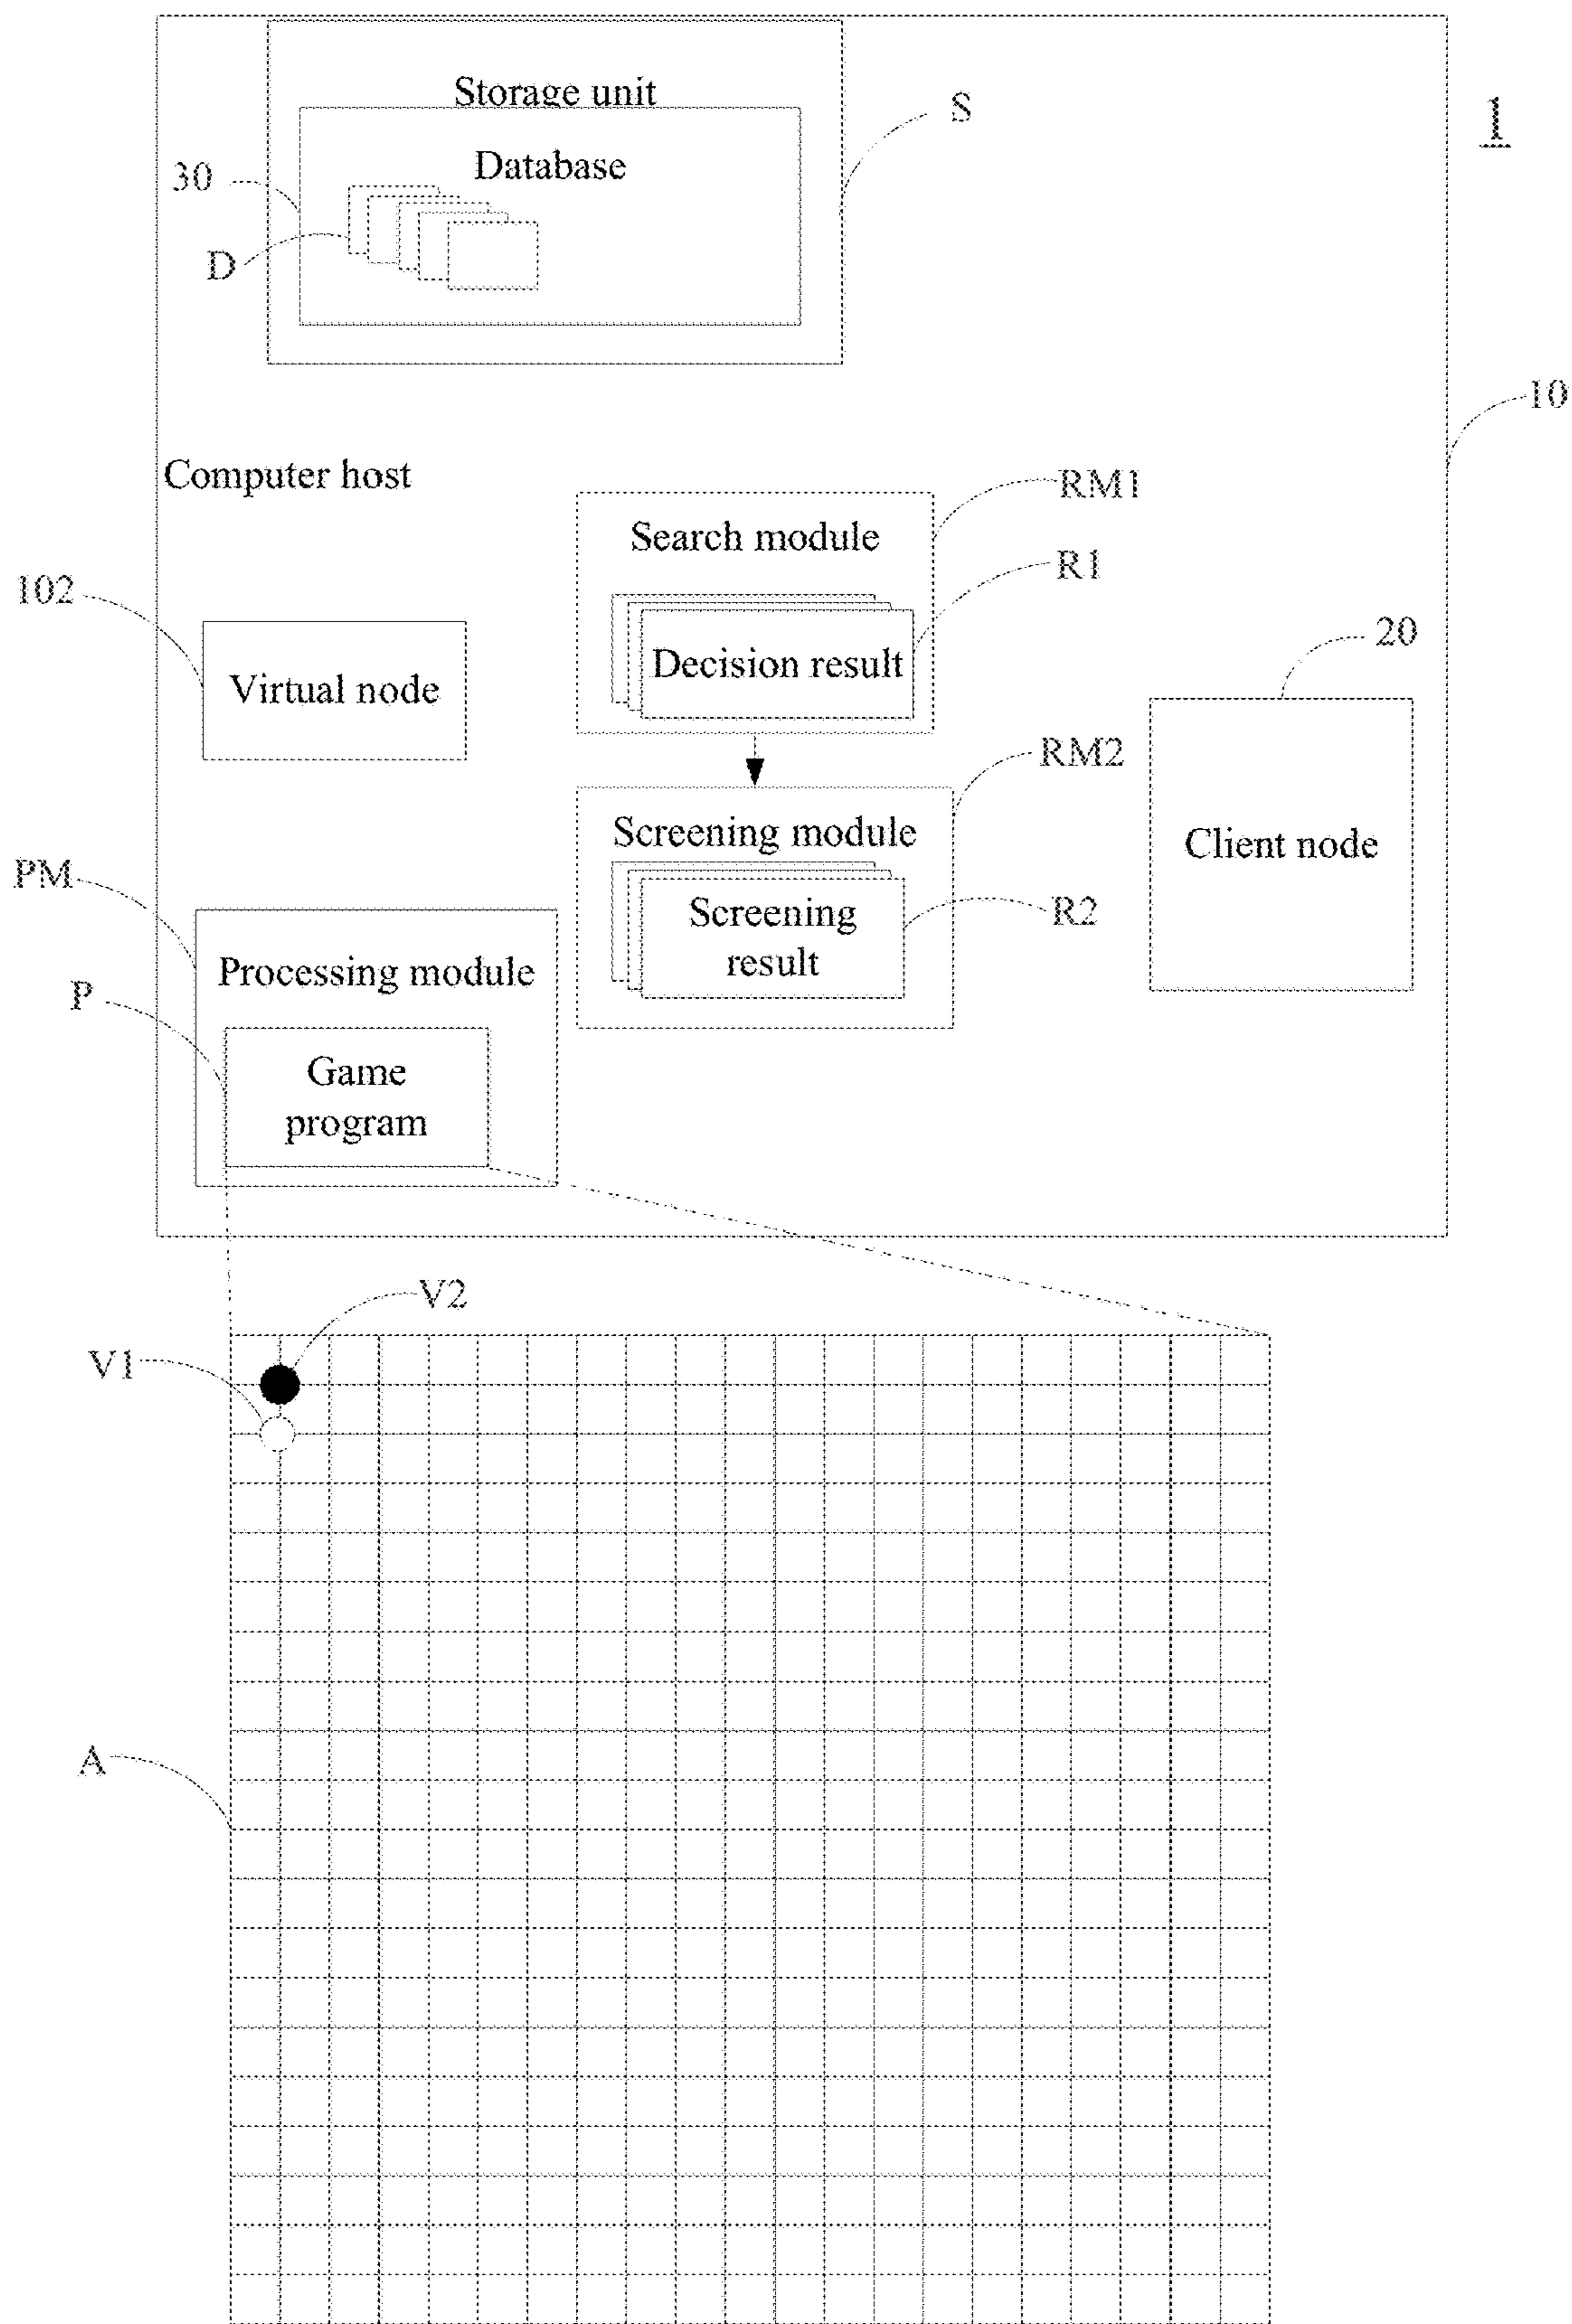 Storage unit
S
1
Database
30
D
10
Computer host
RM1
Search module
R1
102
20
Decision result
Virtual node
RM2
Screening module
Client node
PM
Screening
R2
result
Processing module
P
Game
program
V2
V1
A